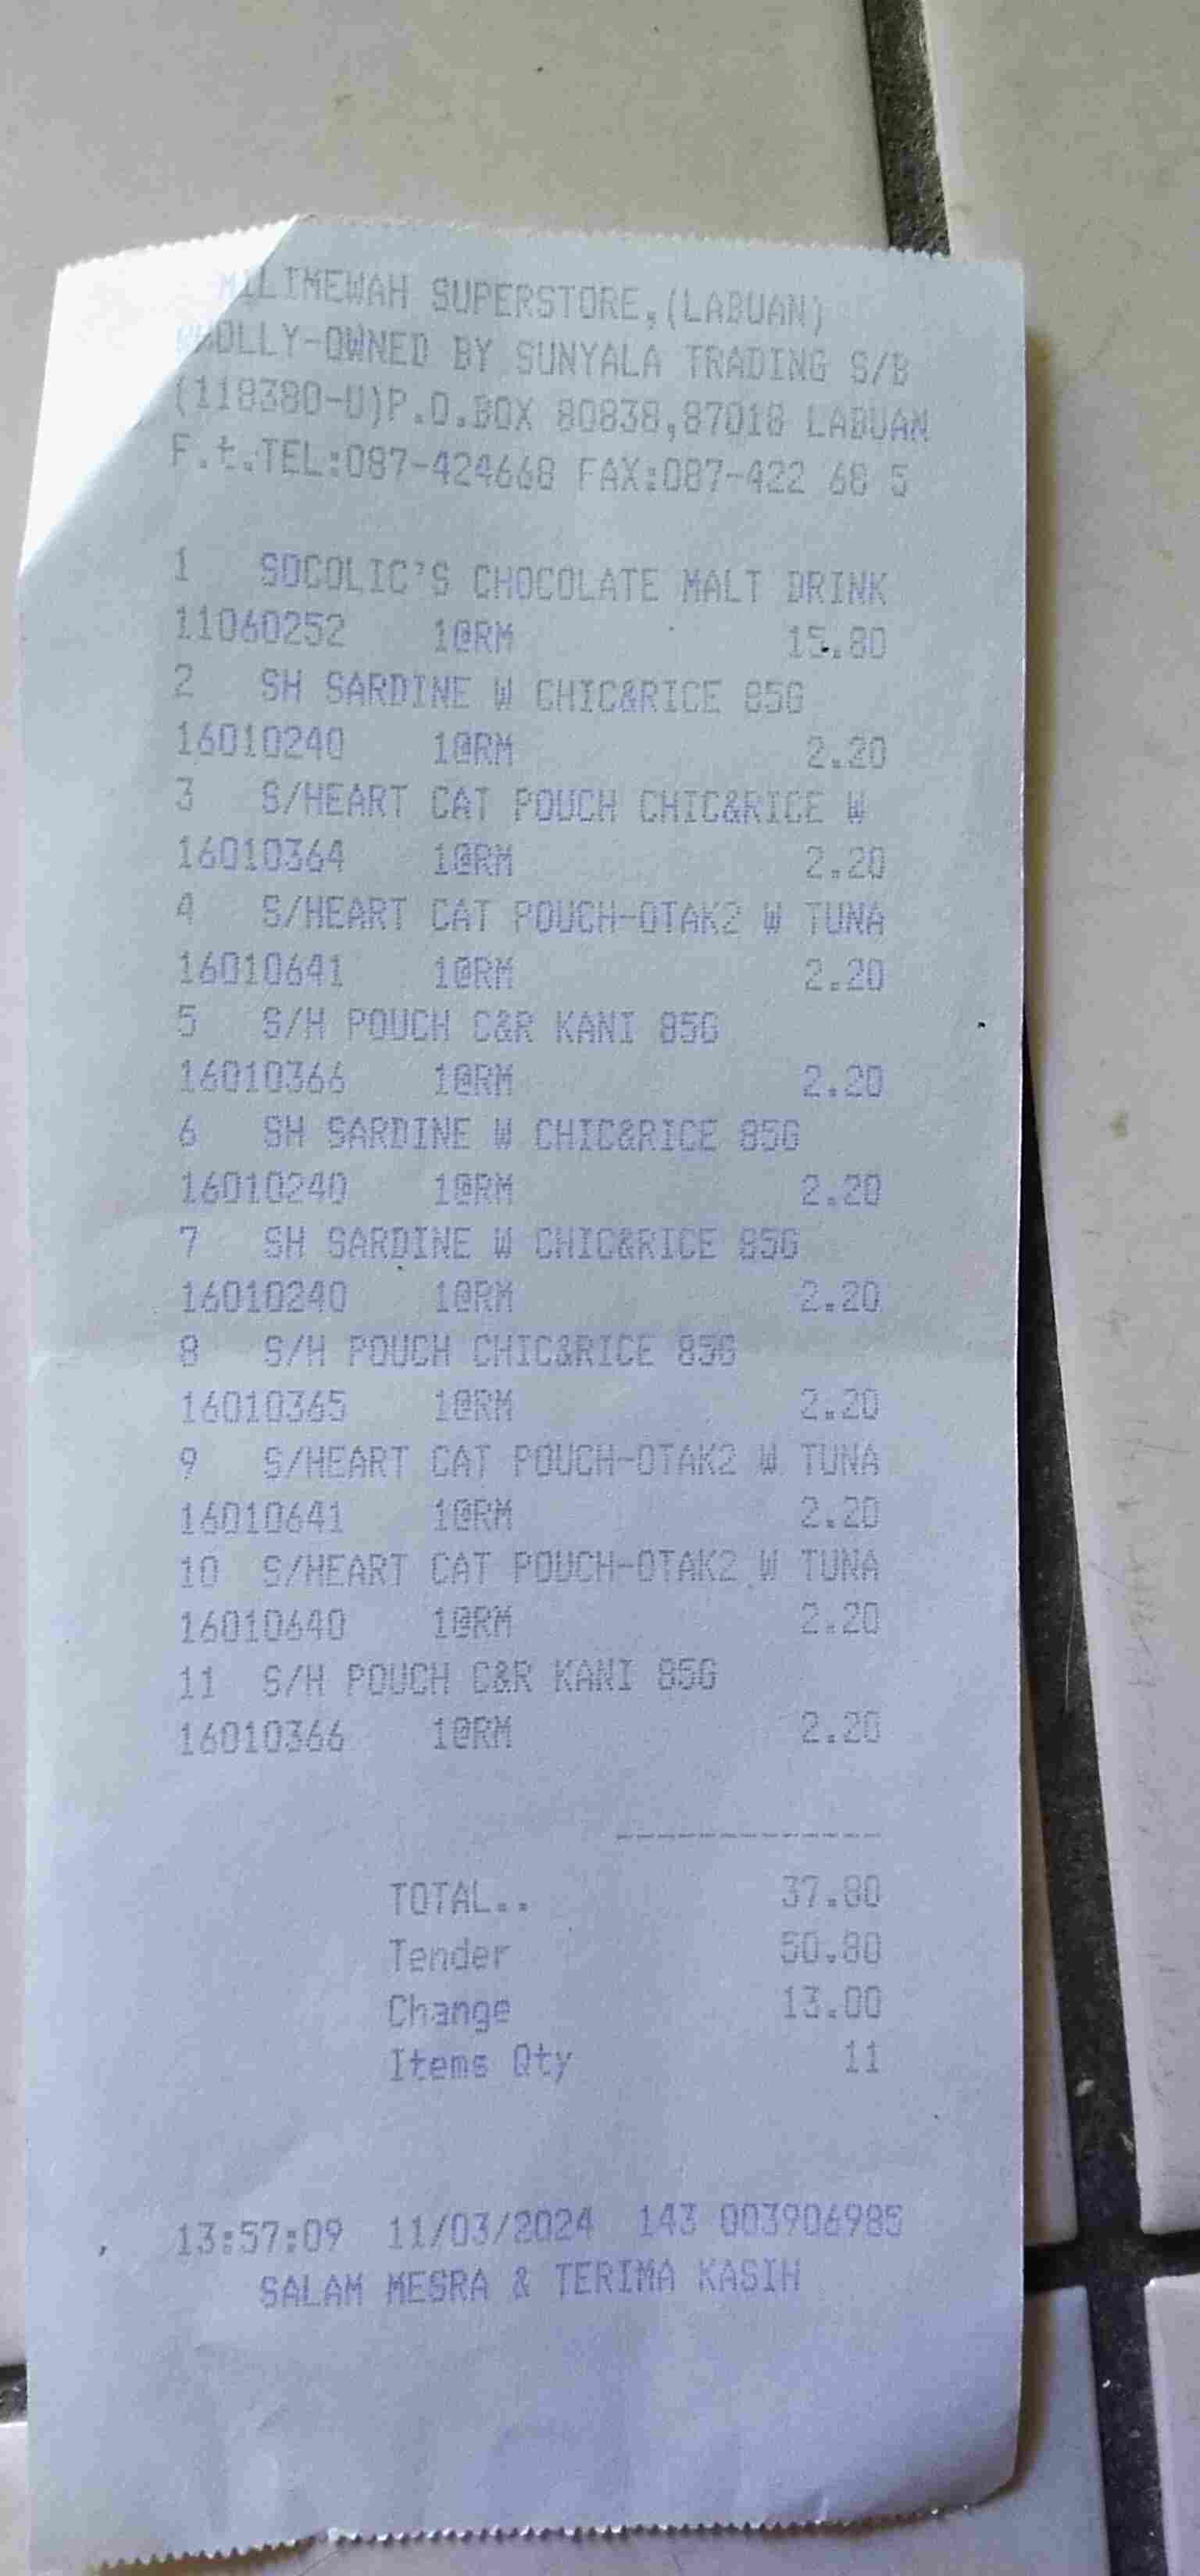 MILIMEWAH SUPERSTORE,(LABUAN)
WHOLLY-OWNED BY SUNYALA TRADING S/B
(118380-U)P.O.BOX 80838,87018 LABUAN
F.t.TEL:087-424668 FAX:087-422 68 5
1 SOCOLIC'S CHOCOLATE MALT DRINK
11060252 1@RM 15.80
2 SH SARDINE W CHIC&RICE 85G
16010240 1@RM 2.20
3 S/HEART CAT POUCH CHIC&RICE W
16010364 1@RM 2.20
4 S/HEART CAT POUCH-OTAK2 W TUNA
16010641 1@RM 2.20
5 S/H POUCH C&R KANI 85G
16010366 1@RM 2.20
6 SH SARDINE W CHIC&RICE 85G
16010240 1@RM 2.20
7 SH SARDINE W CHIC&RICE 85G
16010240 1@RM 2.20
8 S/H POUCH CHIC&RICE 85G
16010365 1@RM 2.20
9 S/HEART CAT POUCH-OTAK2 W TUNA
16010641 1@RM 2.20
10 S/HEART CAT POUCH-OTAK2 W TUNA
16010640 1@RM 2.20
11 S/H POUCH C&R KANI 85G
16010366 1@RM 2.20
-------------
TOTAL.. 37.80
Tender 50.80
Change 13.00
Items Qty 11
13:57:09 11/03/2024 143 003906985
SALAM MESRA & TERIMA KASIH